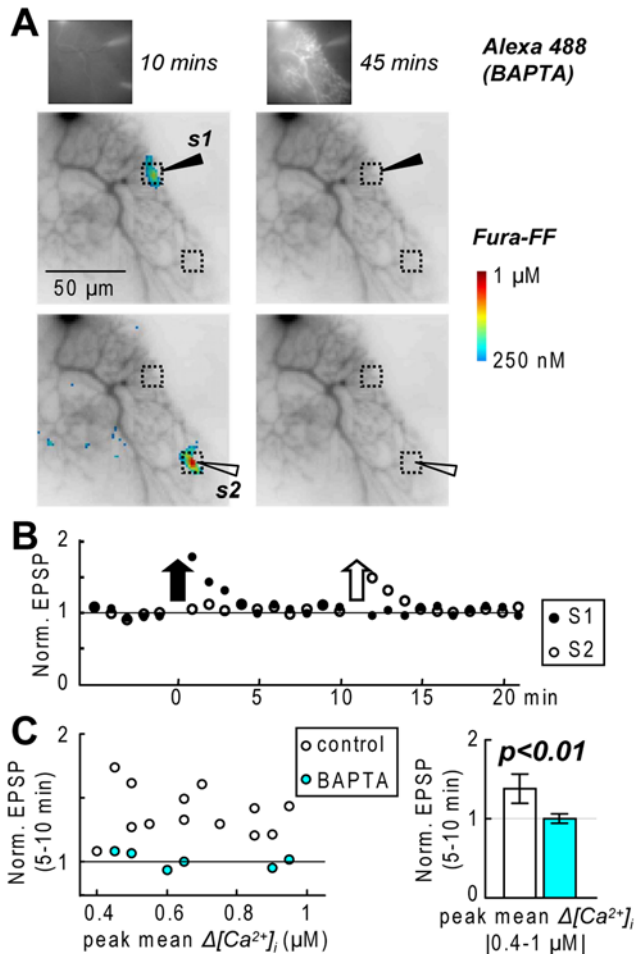 A
10 mins
45 mins
Alexa 488
(BAPTA)
s1
50 µm
Fura-FF
1 µM
250 nM
s2
B
Norm. EPSP
2
1
0
0
5
10
15
20
min
S1
S2
C
Norm. EPSP
(5-10 min)
2
1
0.4
0.6
0.8
1
peak mean Δ[Ca²⁺]ᵢ (µM)
control
BAPTA
Norm. EPSP
(5-10 min)
2
1
0
p<0.01
peak mean Δ[Ca²⁺]ᵢ
|0.4-1 µM|